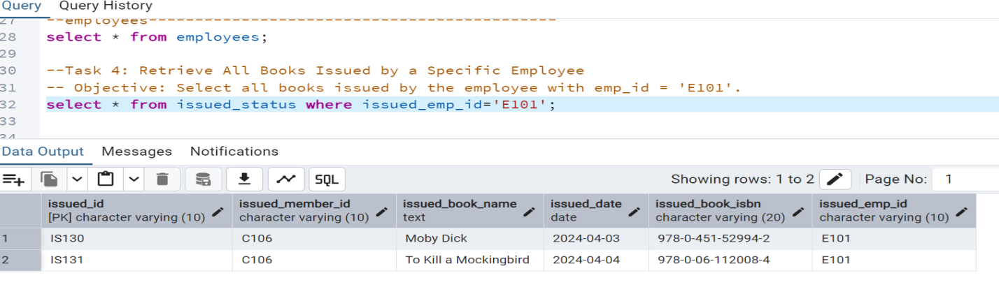 Query Query History
27 --employees--------------------------------------------
28 select * from employees;
29
30 --Task 4: Retrieve All Books Issued by a Specific Employee
31 -- Objective: Select all books issued by the employee with emp_id = 'E101'.
32 select * from issued_status where issued_emp_id='E101';
33
34
Data Output Messages Notifications
SQL Showing rows: 1 to 2 Page No: 1
issued_id issued_member_id issued_book_name issued_date issued_book_isbn issued_emp_id
[PK] character varying (10) character varying (10) text date character varying (20) character varying (10)
1 IS130 C106 Moby Dick 2024-04-03 978-0-451-52994-2 E101
2 IS131 C106 To Kill a Mockingbird 2024-04-04 978-0-06-112008-4 E101